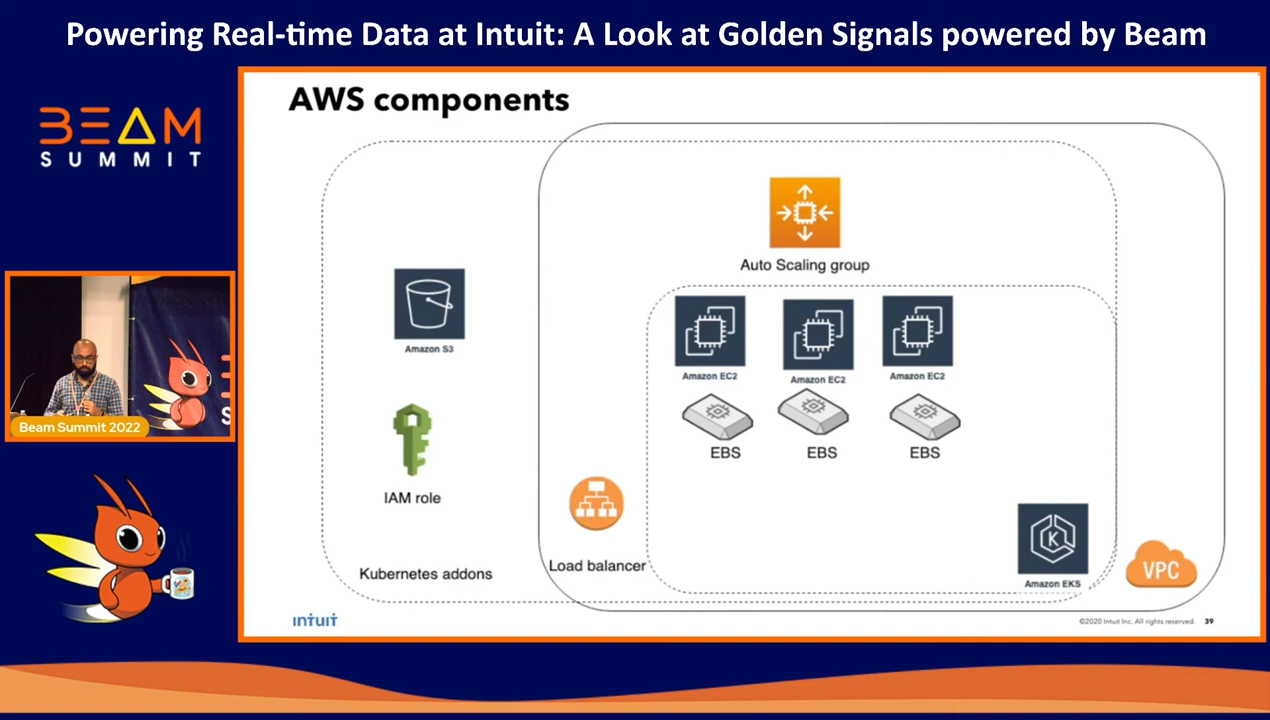 Powering Real-time Data at Intuit: A Look at Golden Signals powered by Beam
BEAM
SUMMIT
AWS components
Auto Scaling group
Amazon S3
Amazon EC2
Amazon EC2
Amazon EC2
EBS
EBS
EBS
IAM role
Load balancer
Kubernetes addons
Amazon EKS
VPC
Beam Summit 2022
INTUIT
©2020 Intuit Inc. All rights reserved.
39